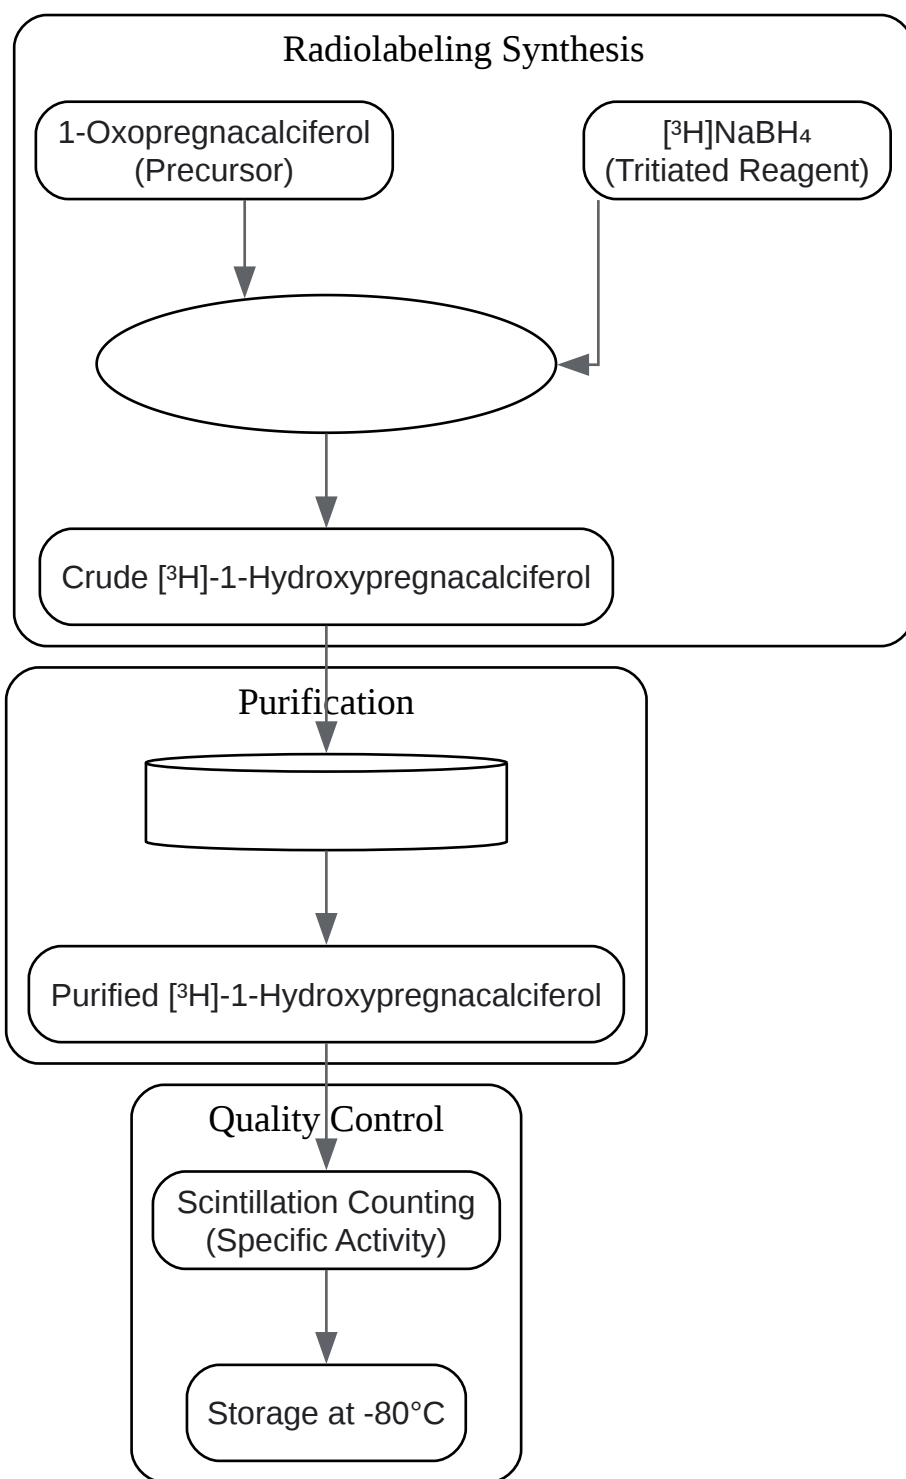 Radiolabeling Synthesis
1-Oxopregnacalciferol
(Precursor)
[³H]NaBH₄
(Tritiated Reagent)
Crude [³H]-1-Hydroxypregnacalciferol
Purification
Purified [³H]-1-Hydroxypregnacalciferol
Quality Control
Scintillation Counting
(Specific Activity)
Storage at -80°C